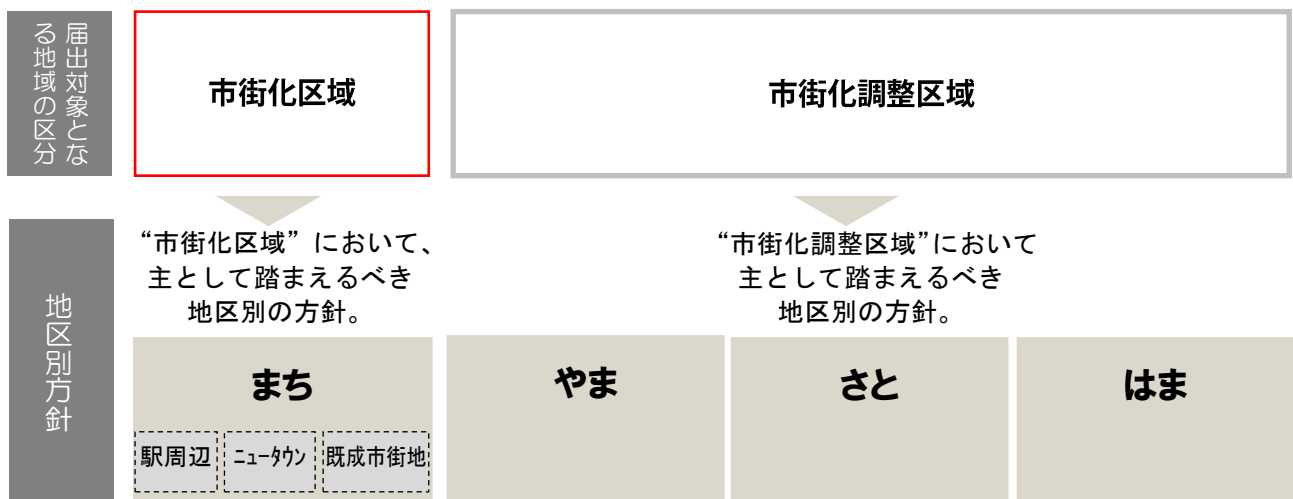 届出対象とな
る地域の区分
市街化区域
市街化調整区域
地区別方針
“市街化区域” において、
主として踏まえるべき
地区別の方針。
“市街化調整区域”において
主として踏まえるべき
地区別の方針。
まち
やま
さと
はま
駅周辺
ﾆｭｰﾀｳﾝ
既成市街地